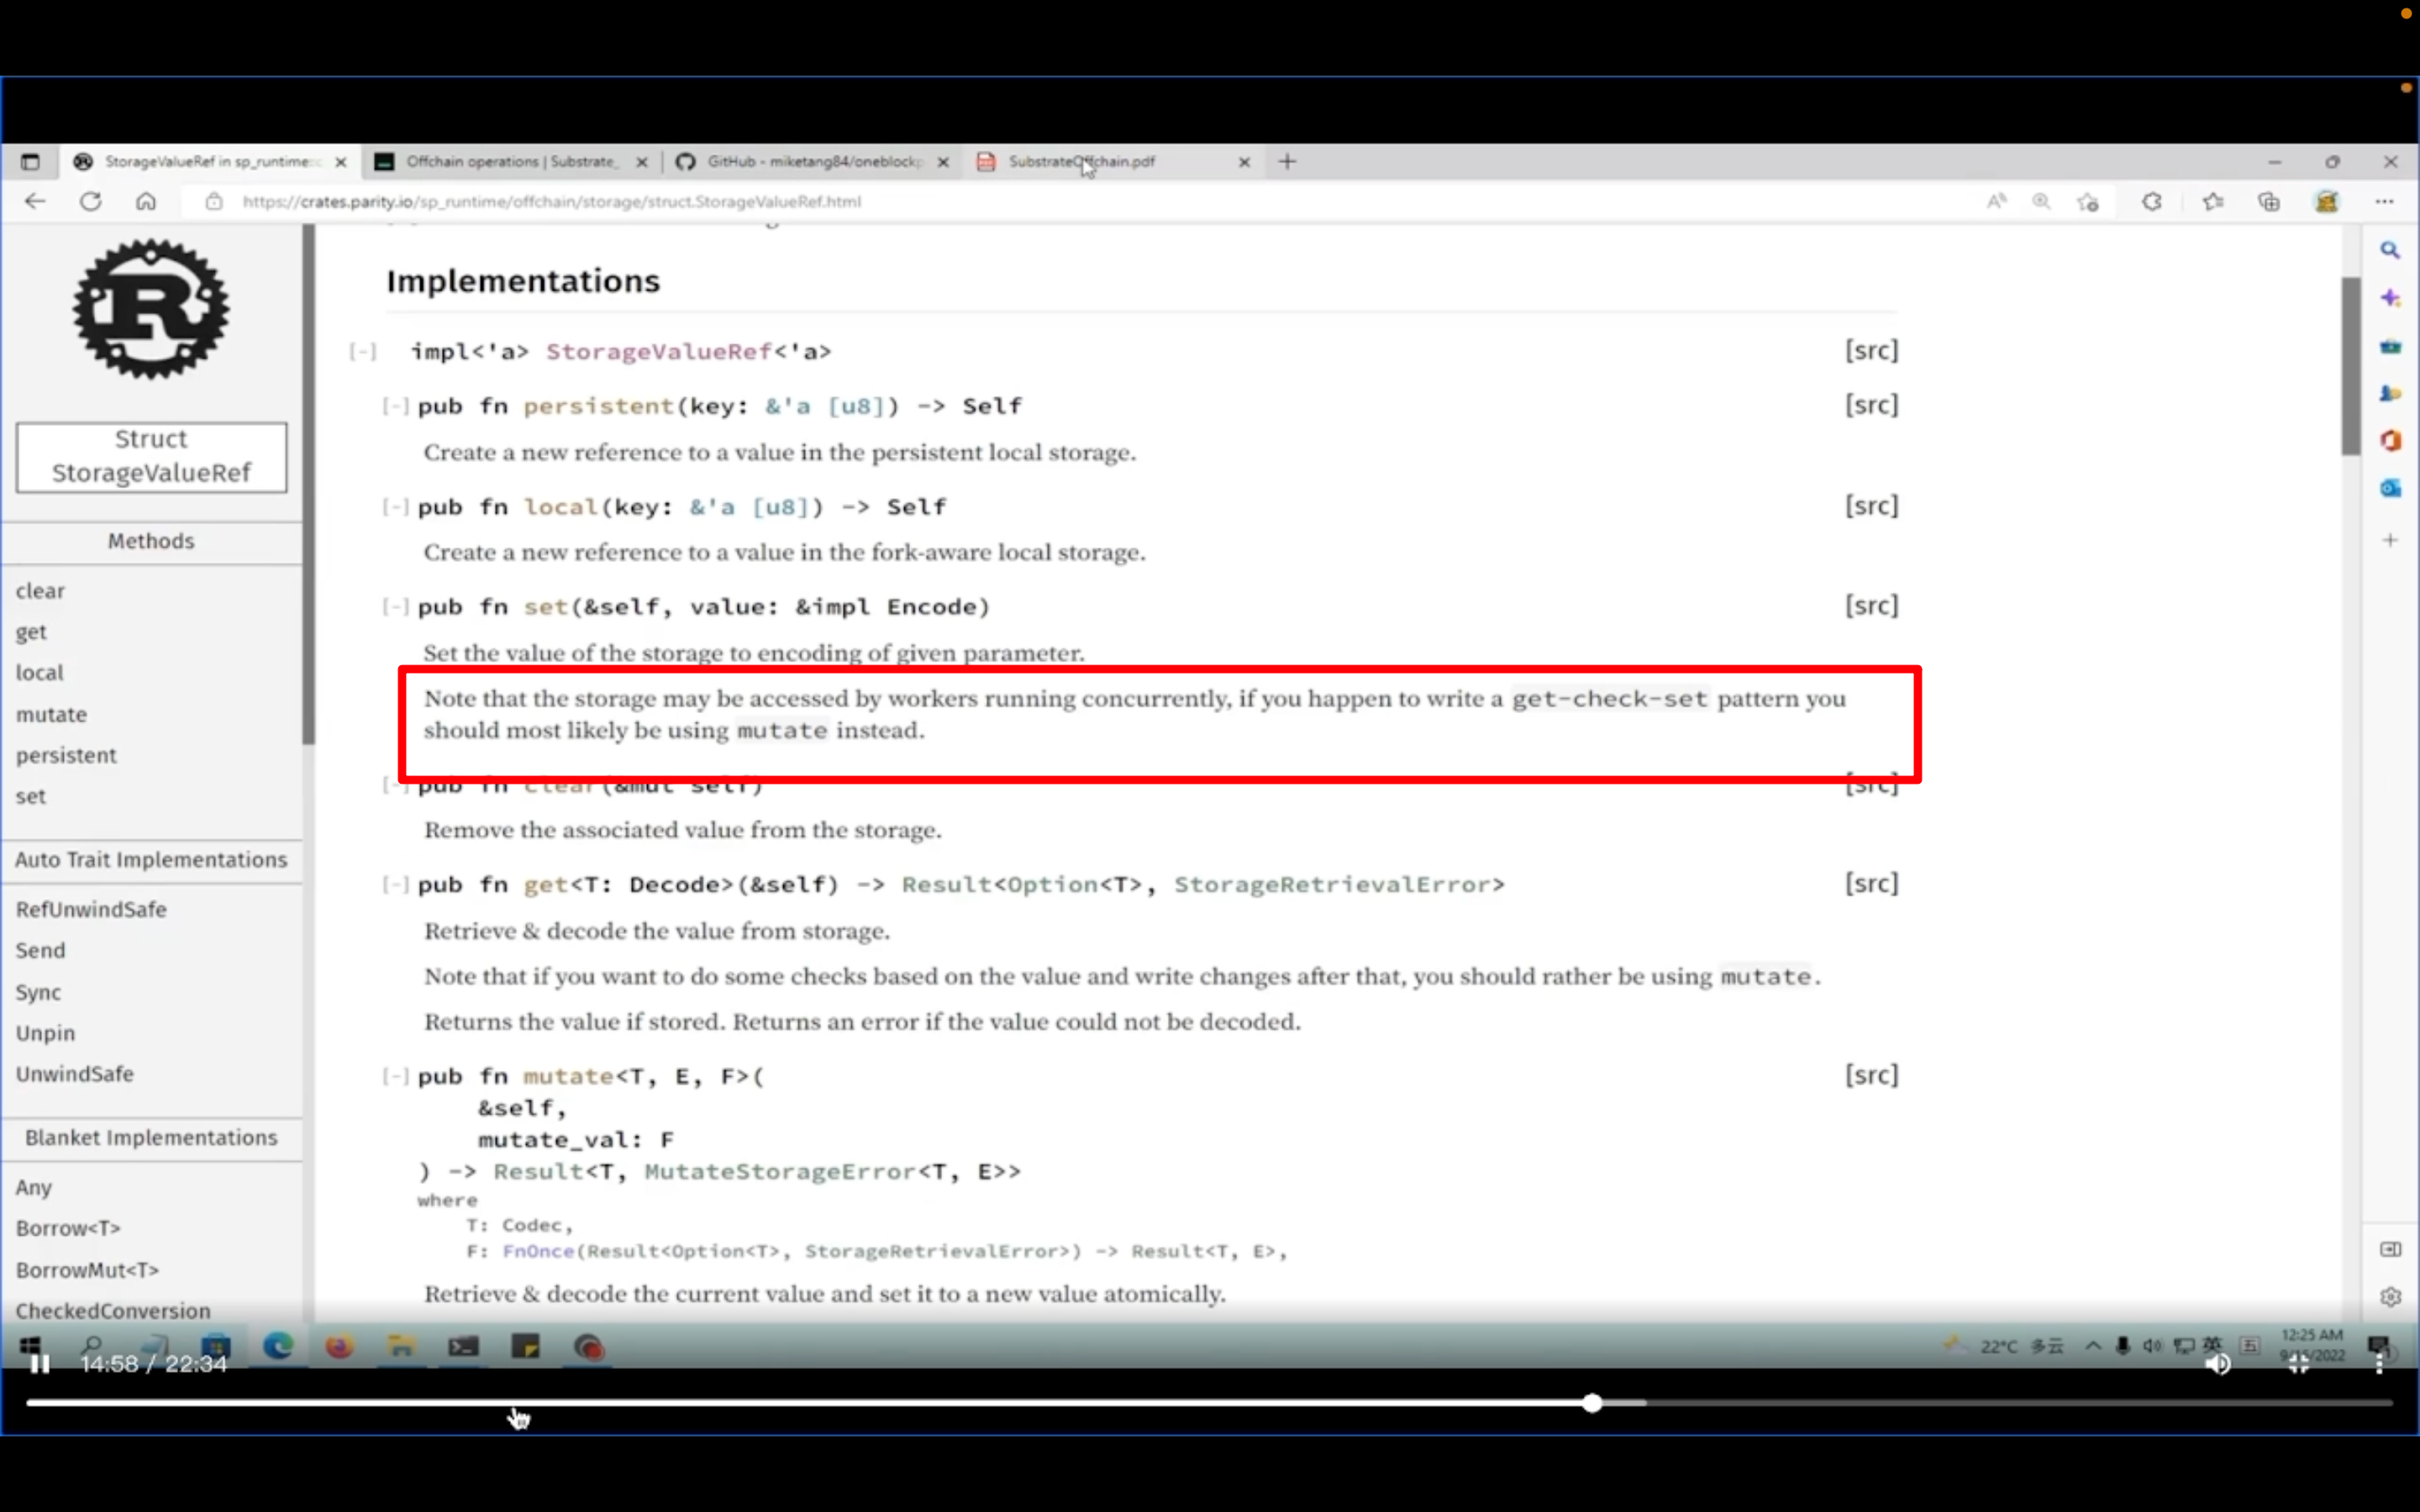 StorageValueRef in sp_runtime::
Offchain operations | Substrate_
GitHub - miketang84/oneblockp
SubstrateOffchain.pdf
https://crates.parity.io/sp_runtime/offchain/storage/struct.StorageValueRef.html
Struct
StorageValueRef
Methods
clear
get
local
mutate
persistent
set
Auto Trait Implementations
RefUnwindSafe
Send
Sync
Unpin
UnwindSafe
Blanket Implementations
Any
Borrow<T>
BorrowMut<T>
CheckedConversion
Implementations
[-] impl<'a> StorageValueRef<'a> [src]
[-] pub fn persistent(key: &'a [u8]) -> Self [src]
Create a new reference to a value in the persistent local storage.
[-] pub fn local(key: &'a [u8]) -> Self [src]
Create a new reference to a value in the fork-aware local storage.
[-] pub fn set(&self, value: &impl Encode) [src]
Set the value of the storage to encoding of given parameter.
Note that the storage may be accessed by workers running concurrently, if you happen to write a get-check-set pattern you
should most likely be using mutate instead.
[-] pub fn clear(&mut self) [src]
Remove the associated value from the storage.
[-] pub fn get<T: Decode>(&self) -> Result<Option<T>, StorageRetrievalError> [src]
Retrieve & decode the value from storage.
Note that if you want to do some checks based on the value and write changes after that, you should rather be using mutate.
Returns the value if stored. Returns an error if the value could not be decoded.
[-] pub fn mutate<T, E, F>( [src]
&self,
mutate_val: F
) -> Result<T, MutateStorageError<T, E>>
where
T: Codec,
F: FnOnce(Result<Option<T>, StorageRetrievalError>) -> Result<T, E>,
Retrieve & decode the current value and set it to a new value atomically.
22°C 多云
英
五
12:25 AM
9/15/2022
14:58 / 22:34